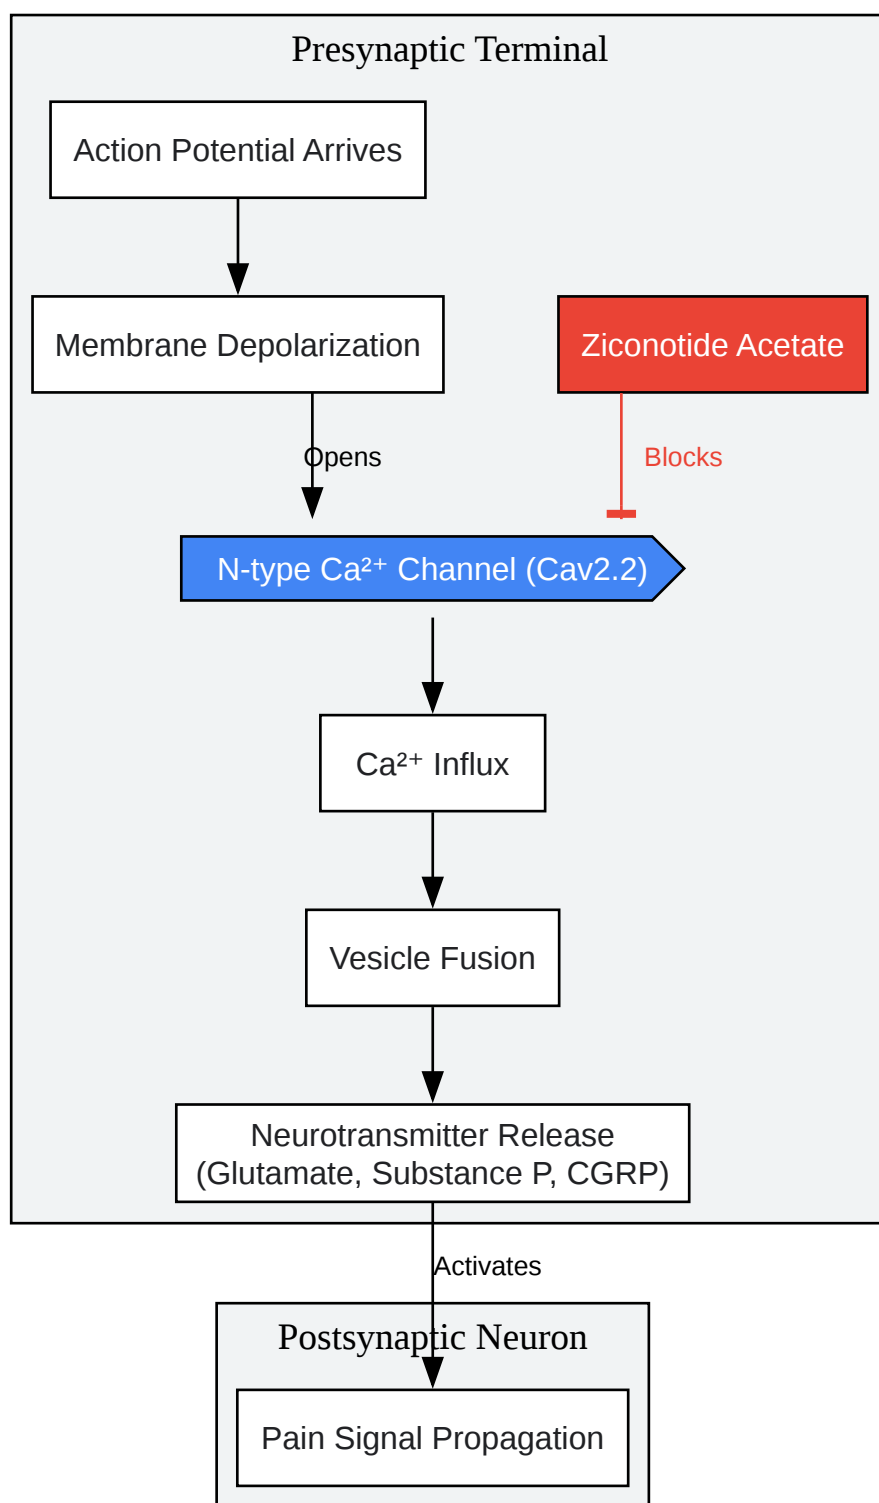 Presynaptic Terminal
Action Potential Arrives
Membrane Depolarization
Ziconotide Acetate
Opens
Blocks
N-type Ca²⁺ Channel (Cav2.2)
Ca²⁺ Influx
Vesicle Fusion
Neurotransmitter Release
(Glutamate, Substance P, CGRP)
Activates
Postsynaptic Neuron
Pain Signal Propagation